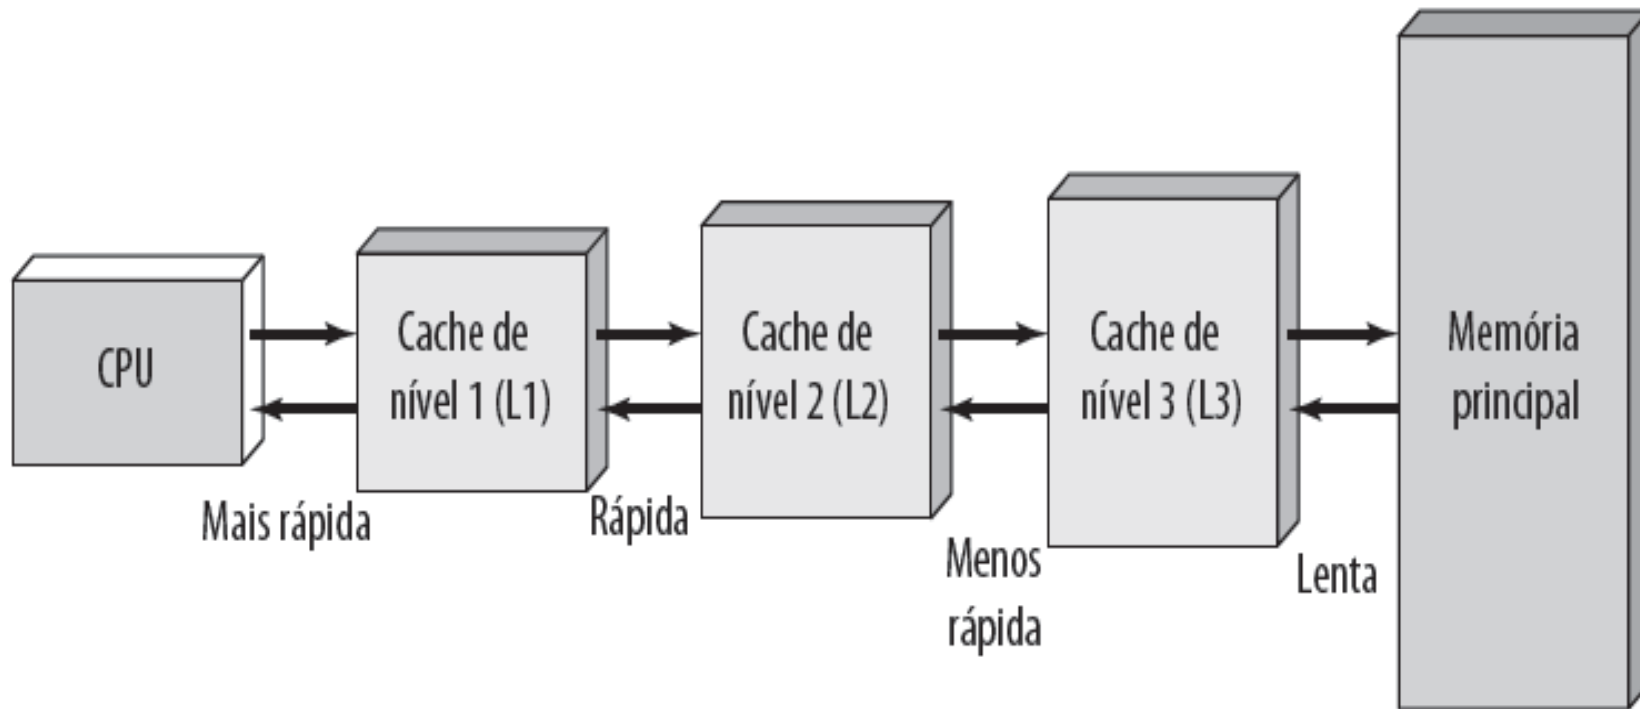 CPU
Cache de
nível 1 (L1)
Cache de
nível 2 (L2)
Cache de
nível 3 (L3)
Memória
principal
Mais rápida
Rápida
Menos
rápida
Lenta